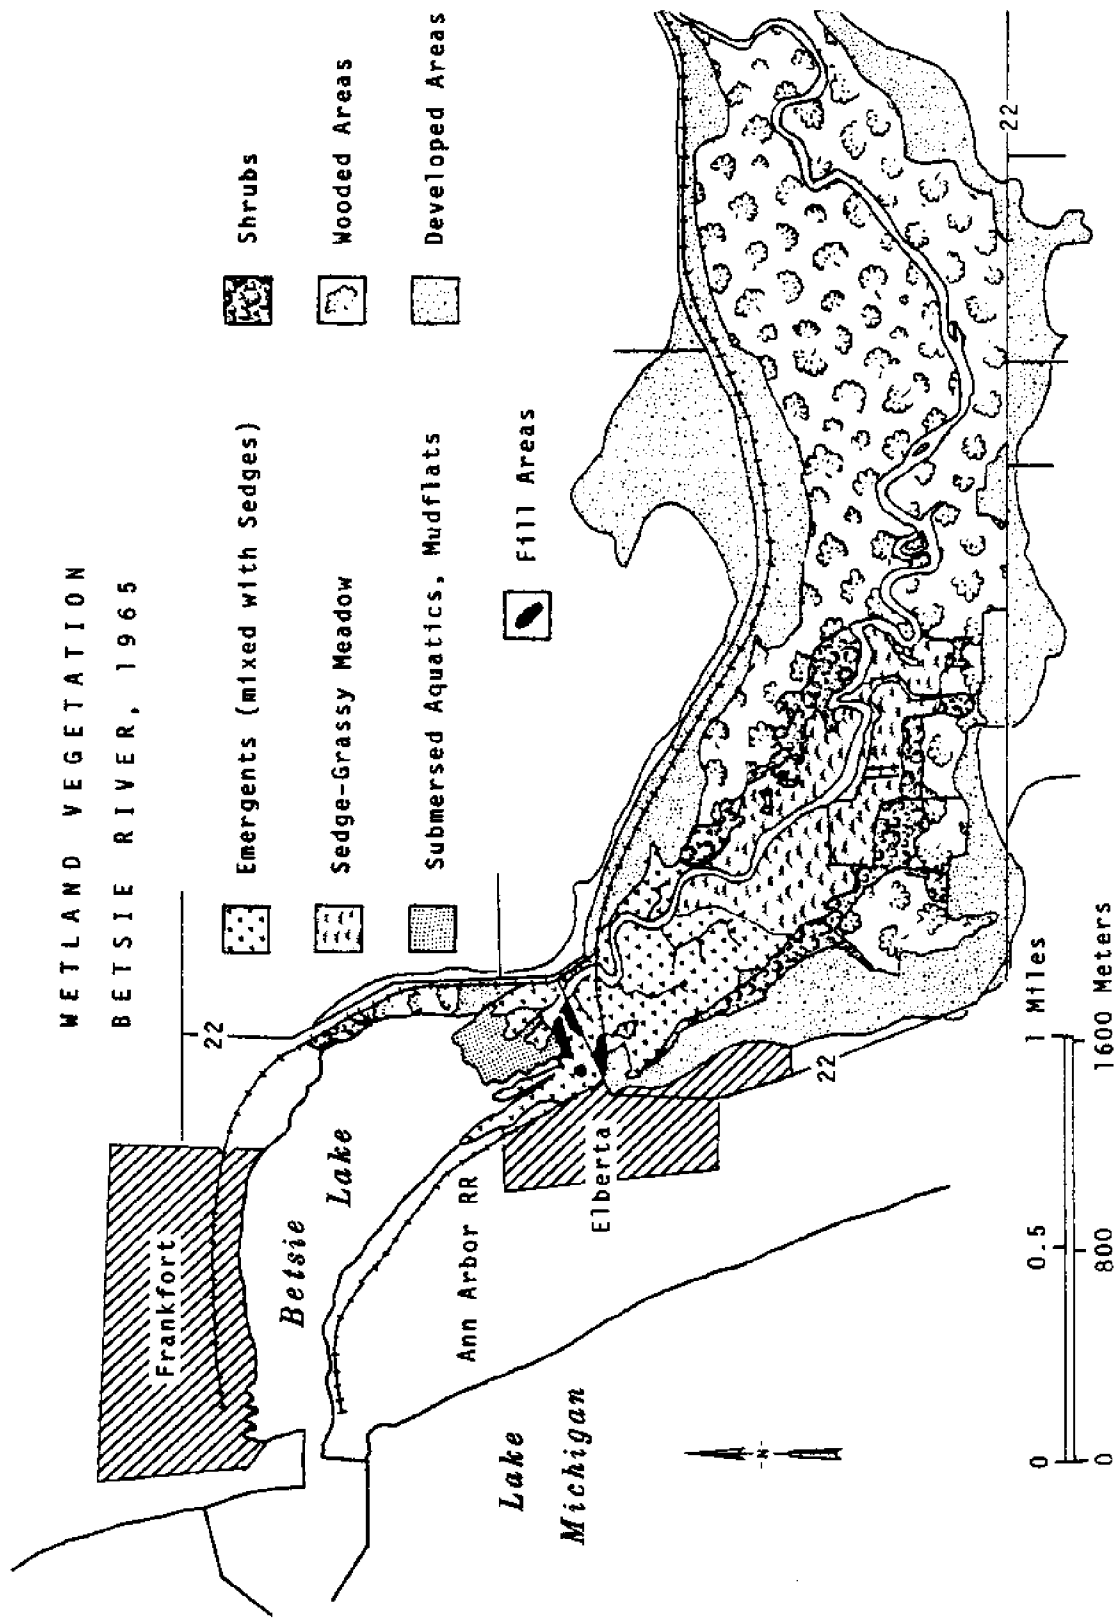 WETLAND VEGETATION
BETSIE RIVER, 1965
Emergents (mixed with Sedges)
Sedge-Grassy Meadow
Submersed Aquatics, Mudflats
Shrubs
Wooded Areas
Developed Areas
Fill Areas
22
Frankfort
Betsie
Lake
Ann Arbor RR
Elberta
22
22
Lake
Michigan
N
0 0.5 1 Miles
0 800 1600 Meters